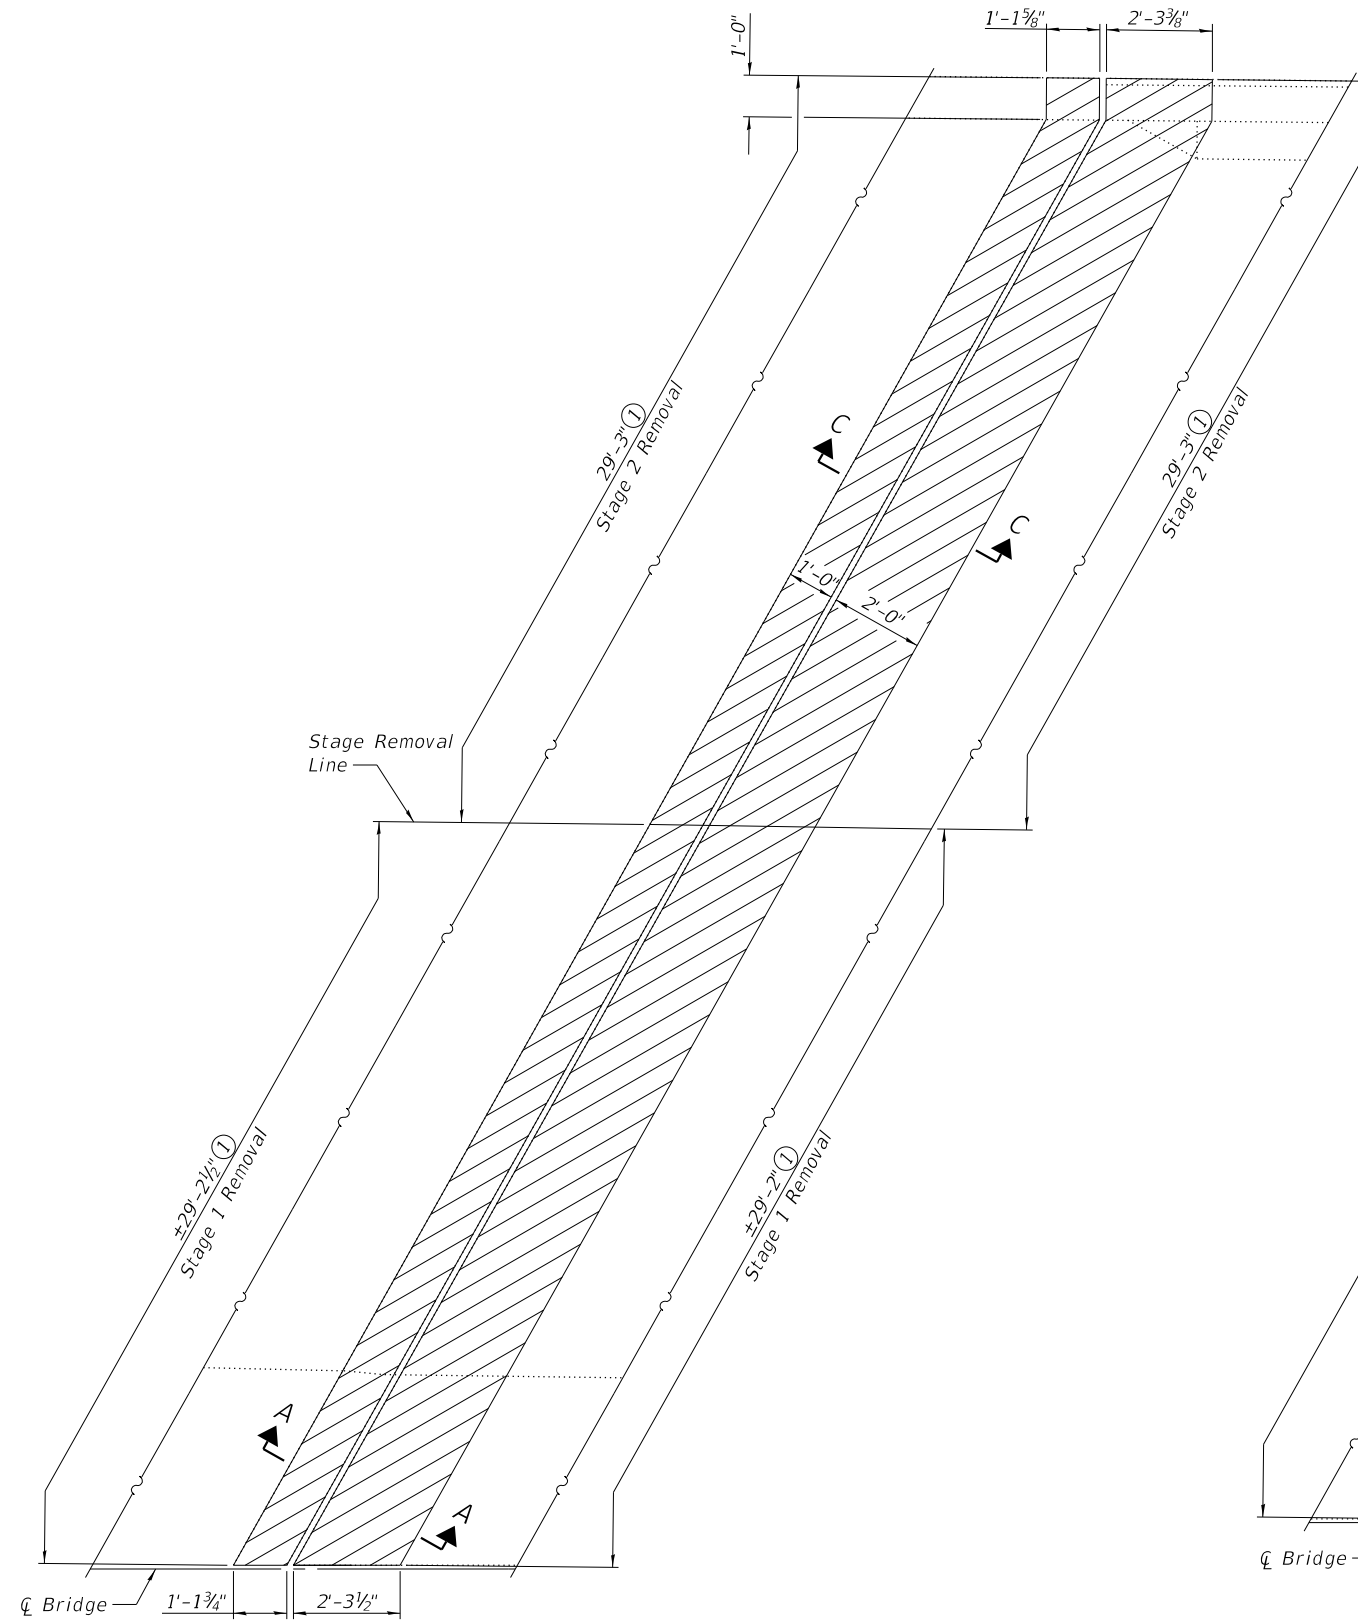 1'-1⅝"
2'-3⅜"
1'-0"
29'-3" ①
Stage 2 Removal
29'-3" ①
Stage 2 Removal
C
C
1'-0"
2'-0"
Stage Removal
Line
±29'-2½" ①
Stage 1 Removal
±29'-2" ①
Stage 1 Removal
A
A
℄ Bridge
1'-1¾"
2'-3½"
℄ Bridge